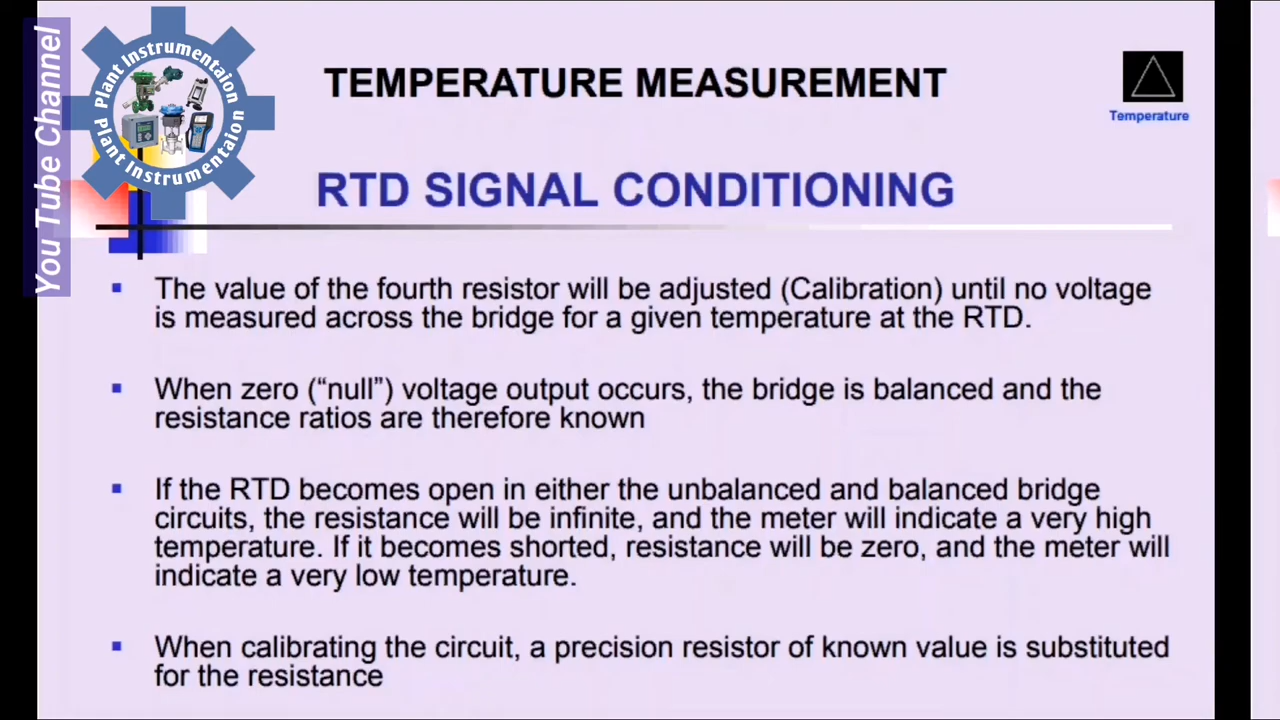 You Tube Channel
Plant Instrumentaion
Plant Instrumentaion
TEMPERATURE MEASUREMENT
Temperature
RTD SIGNAL CONDITIONING
▪ The value of the fourth resistor will be adjusted (Calibration) until no voltage
is measured across the bridge for a given temperature at the RTD.
▪ When zero (“null”) voltage output occurs, the bridge is balanced and the
resistance ratios are therefore known
▪ If the RTD becomes open in either the unbalanced and balanced bridge
circuits, the resistance will be infinite, and the meter will indicate a very high
temperature. If it becomes shorted, resistance will be zero, and the meter will
indicate a very low temperature.
▪ When calibrating the circuit, a precision resistor of known value is substituted
for the resistance